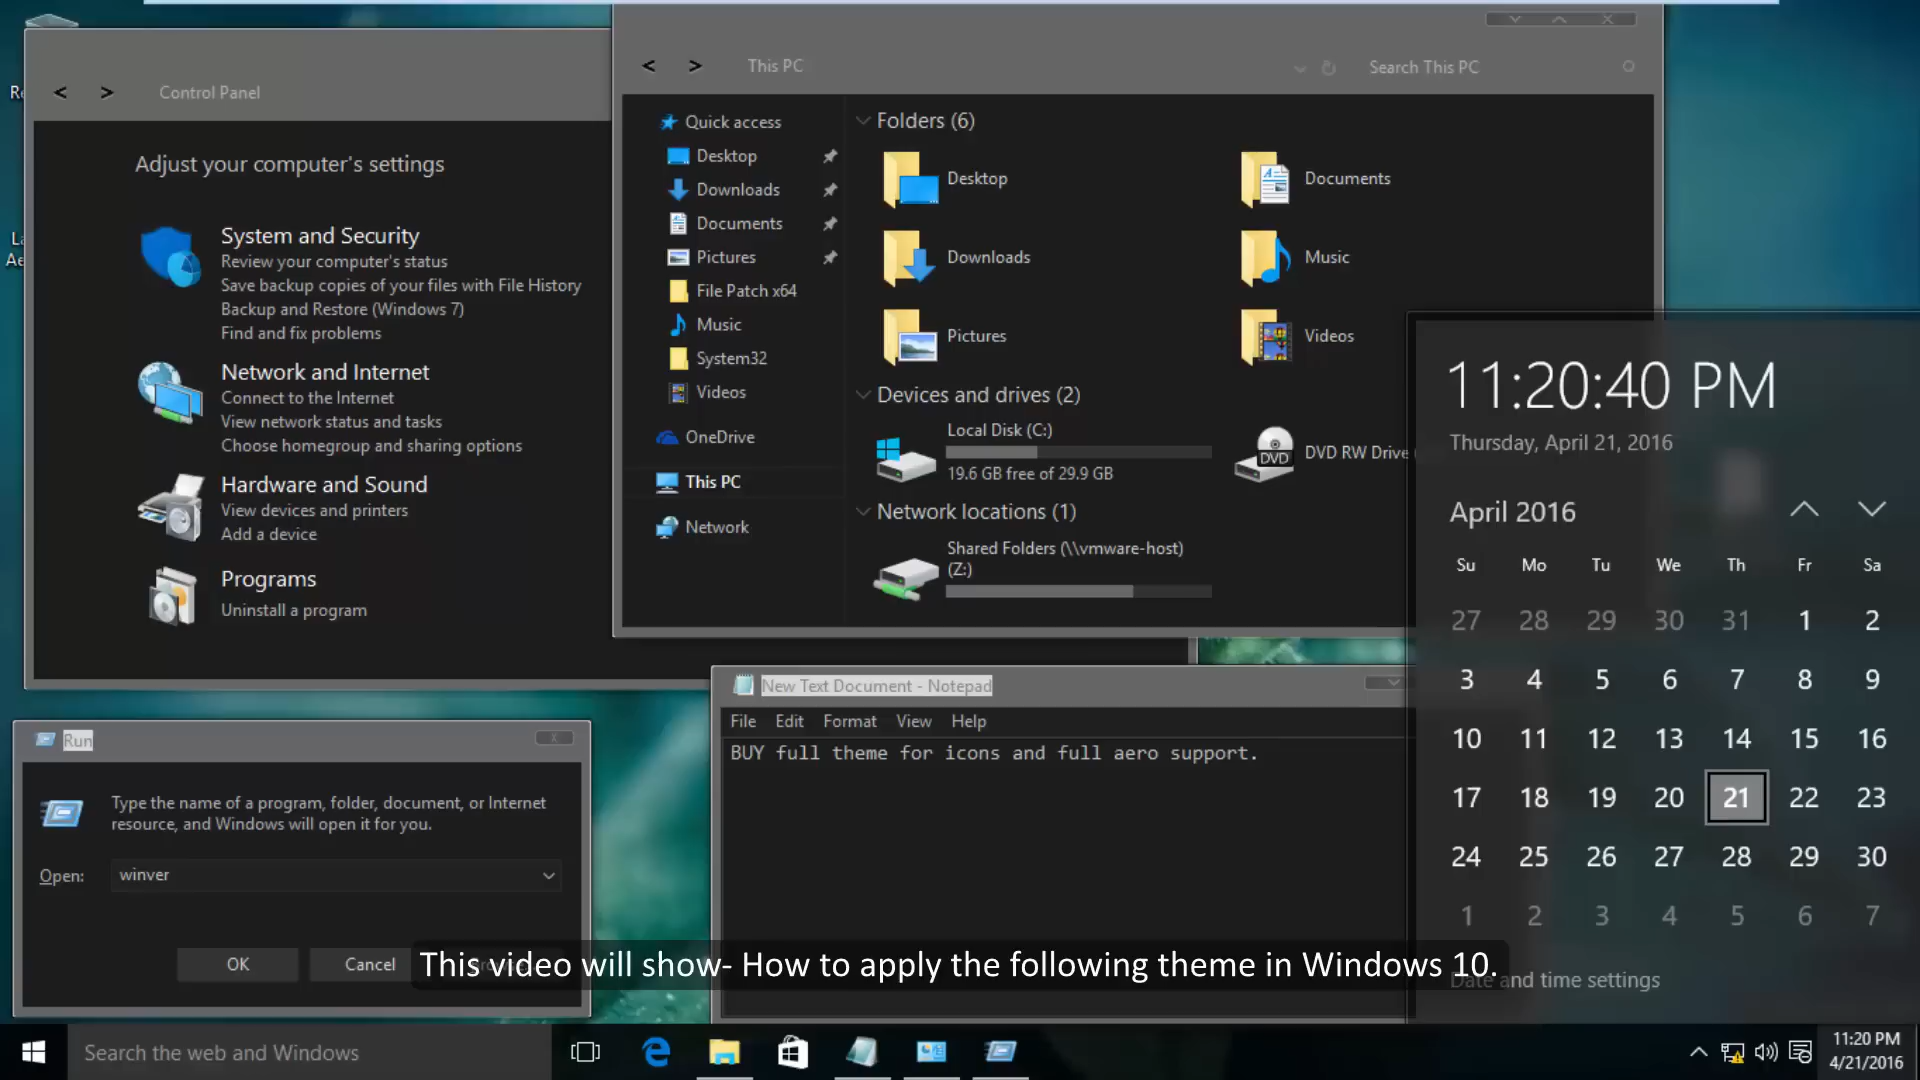 Control Panel
Adjust your computer's settings
System and Security
Review your computer's status
Save backup copies of your files with File History
Backup and Restore (Windows 7)
Find and fix problems
Network and Internet
Connect to the Internet
View network status and tasks
Choose homegroup and sharing options
Hardware and Sound
View devices and printers
Add a device
Programs
Uninstall a program
This PC
Search This PC
Quick access
Desktop
Downloads
Documents
Pictures
File Patch x64
Music
System32
Videos
OneDrive
This PC
Network
Folders (6)
Desktop
Documents
Downloads
Music
Pictures
Videos
Devices and drives (2)
Local Disk (C:)
19.6 GB free of 29.9 GB
DVD
DVD RW Drive
Network locations (1)
Shared Folders (\\vmware-host)
(Z:)
11:20:40 PM
Thursday, April 21, 2016
April 2016
Su Mo Tu We Th Fr Sa
27 28 29 30 31 1 2
3 4 5 6 7 8 9
10 11 12 13 14 15 16
17 18 19 20 21 22 23
24 25 26 27 28 29 30
1 2 3 4 5 6 7
Date and time settings
New Text Document - Notepad
File Edit Format View Help
BUY full theme for icons and full aero support.
Run
Type the name of a program, folder, document, or Internet
resource, and Windows will open it for you.
Open: winver
OK Cancel
This video will show- How to apply the following theme in Windows 10.
Search the web and Windows
11:20 PM
4/21/2016